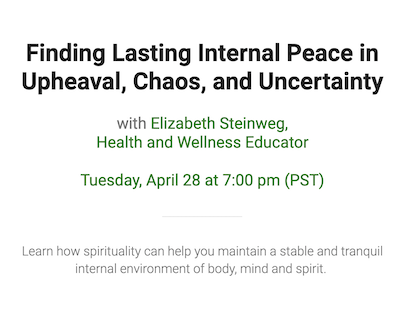 Finding Lasting Internal Peace in
Upheaval, Chaos, and Uncertainty
with Elizabeth Steinweg,
Health and Wellness Educator
Tuesday, April 28 at 7:00 pm (PST)
Learn how spirituality can help you maintain a stable and tranquil
internal environment of body, mind and spirit.